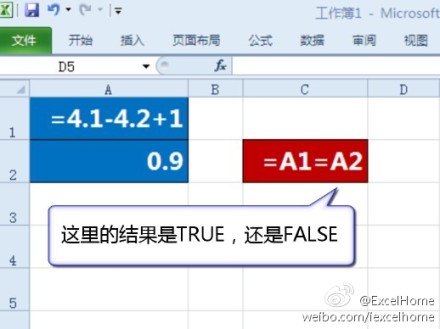 工作簿1 - Microsoft
文件 开始 插入 页面布局 公式 数据 审阅 视图
D5 fx
A B C D
1 =4.1-4.2+1
2 0.9 =A1=A2
3
这里的结果是TRUE，还是FALSE
4
5
@ExcelHome
weibo.com/iexcelhome